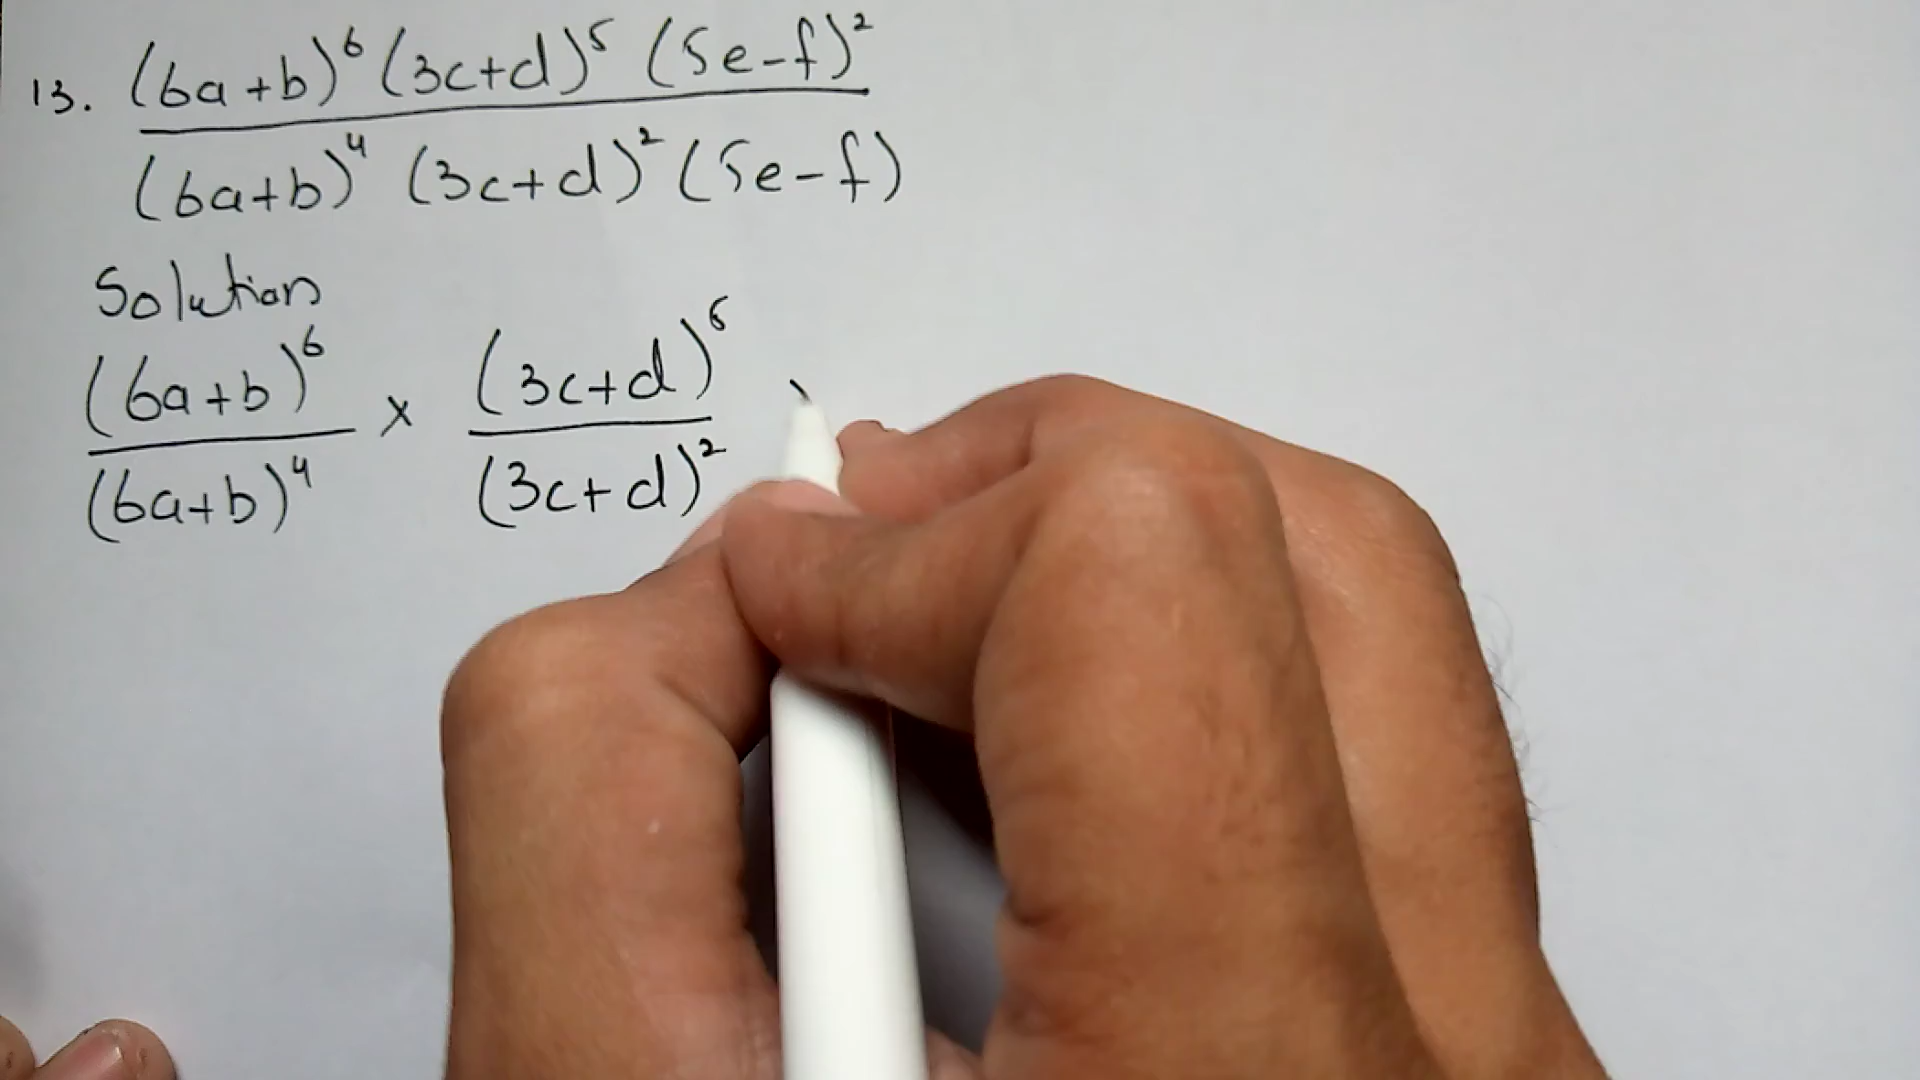 13. (6a+b)⁶ (3c+d)⁵ (5e-f)²
(6a+b)⁴ (3c+d)² (5e-f)
Solution
(6a+b)⁶ × (3c+d)⁵
(6a+b)⁴ (3c+d)²